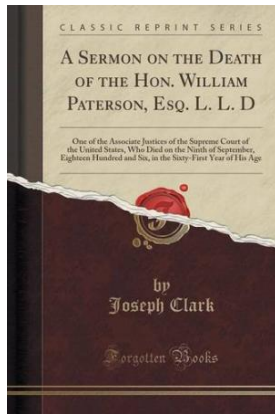 CLASSIC REPRINT SERIES
A Sermon on the Death
of the Hon. William
Paterson, Esq. L. L. D
One of the Associate Justices of the Supreme Court of
the United States, Who Died on the Ninth of September,
Eighteen Hundred and Six, in the Sixty-First Year of His Age
by
Joseph Clark
Forgotten Books